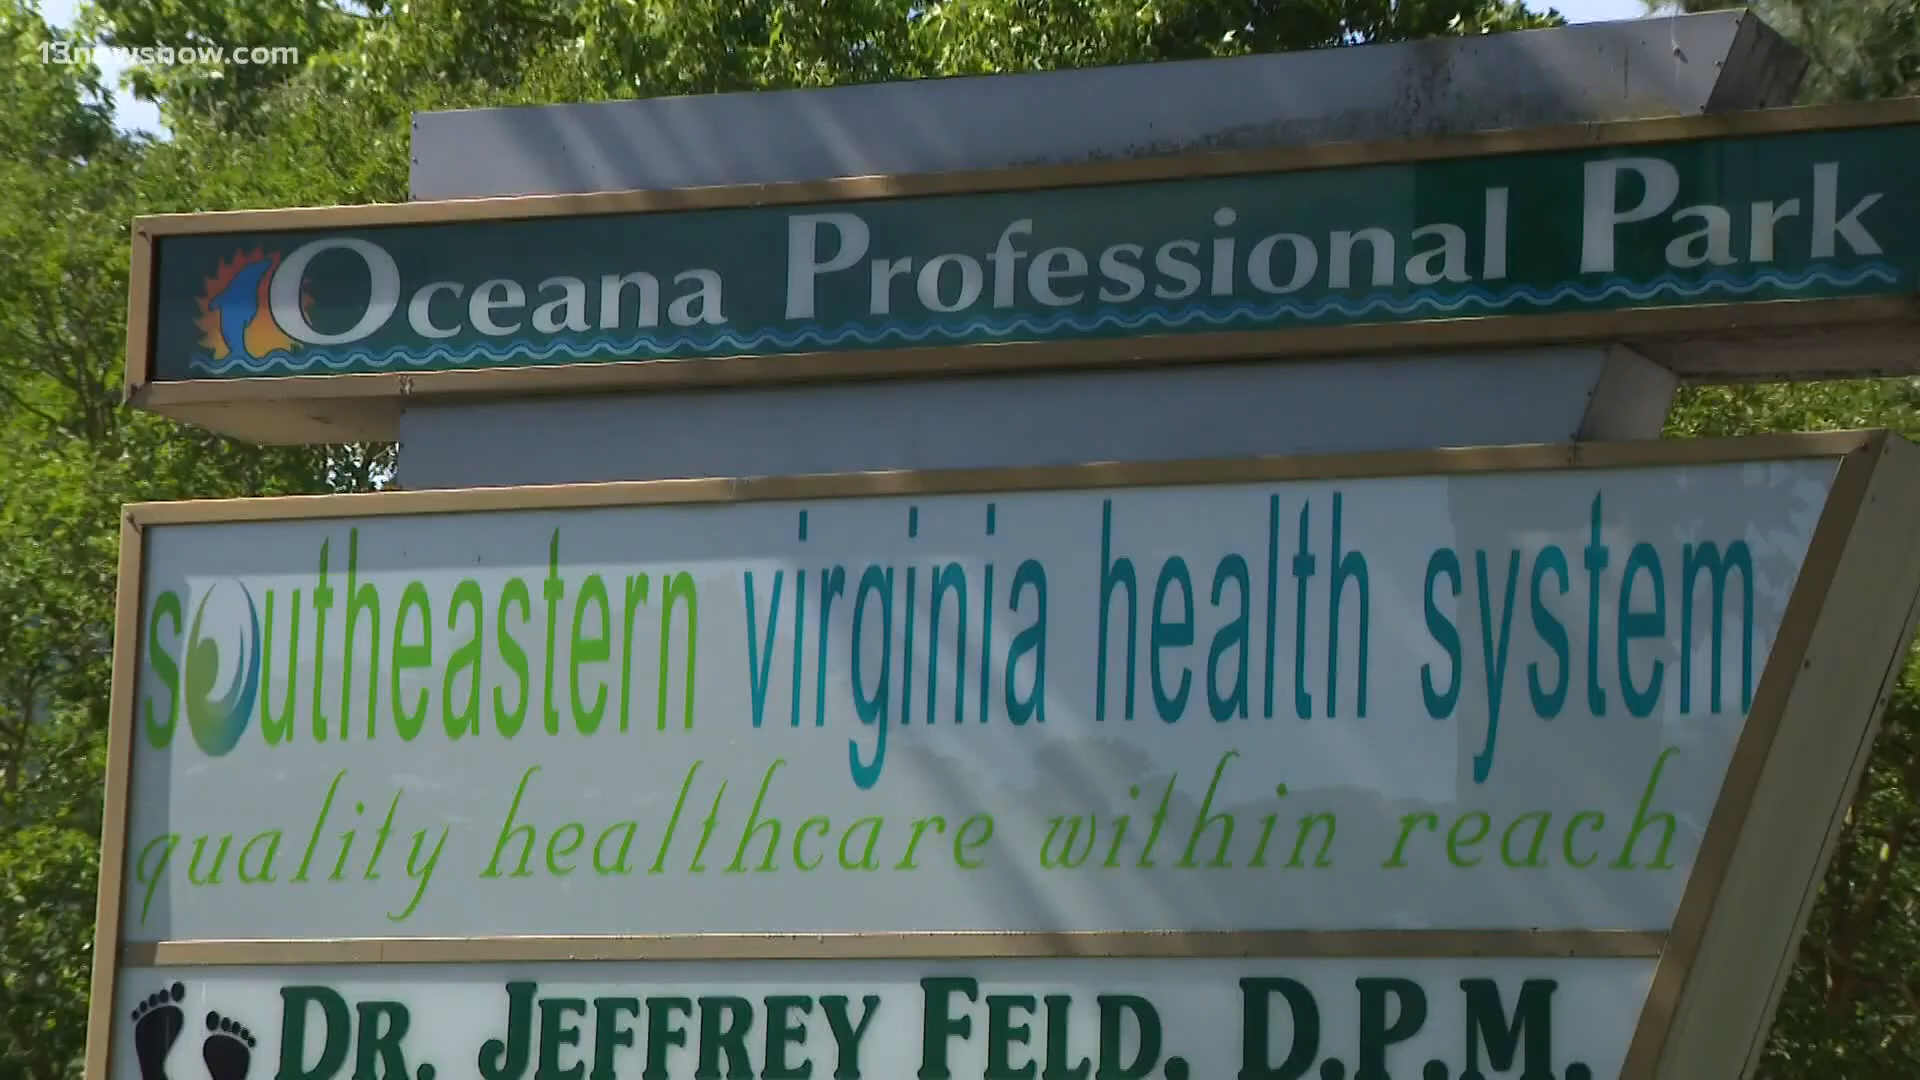 13newsnow.com
Oceana Professional Park
southeastern virginia health system
quality healthcare within reach
Dr. Jeffrey Feld, D.P.M.